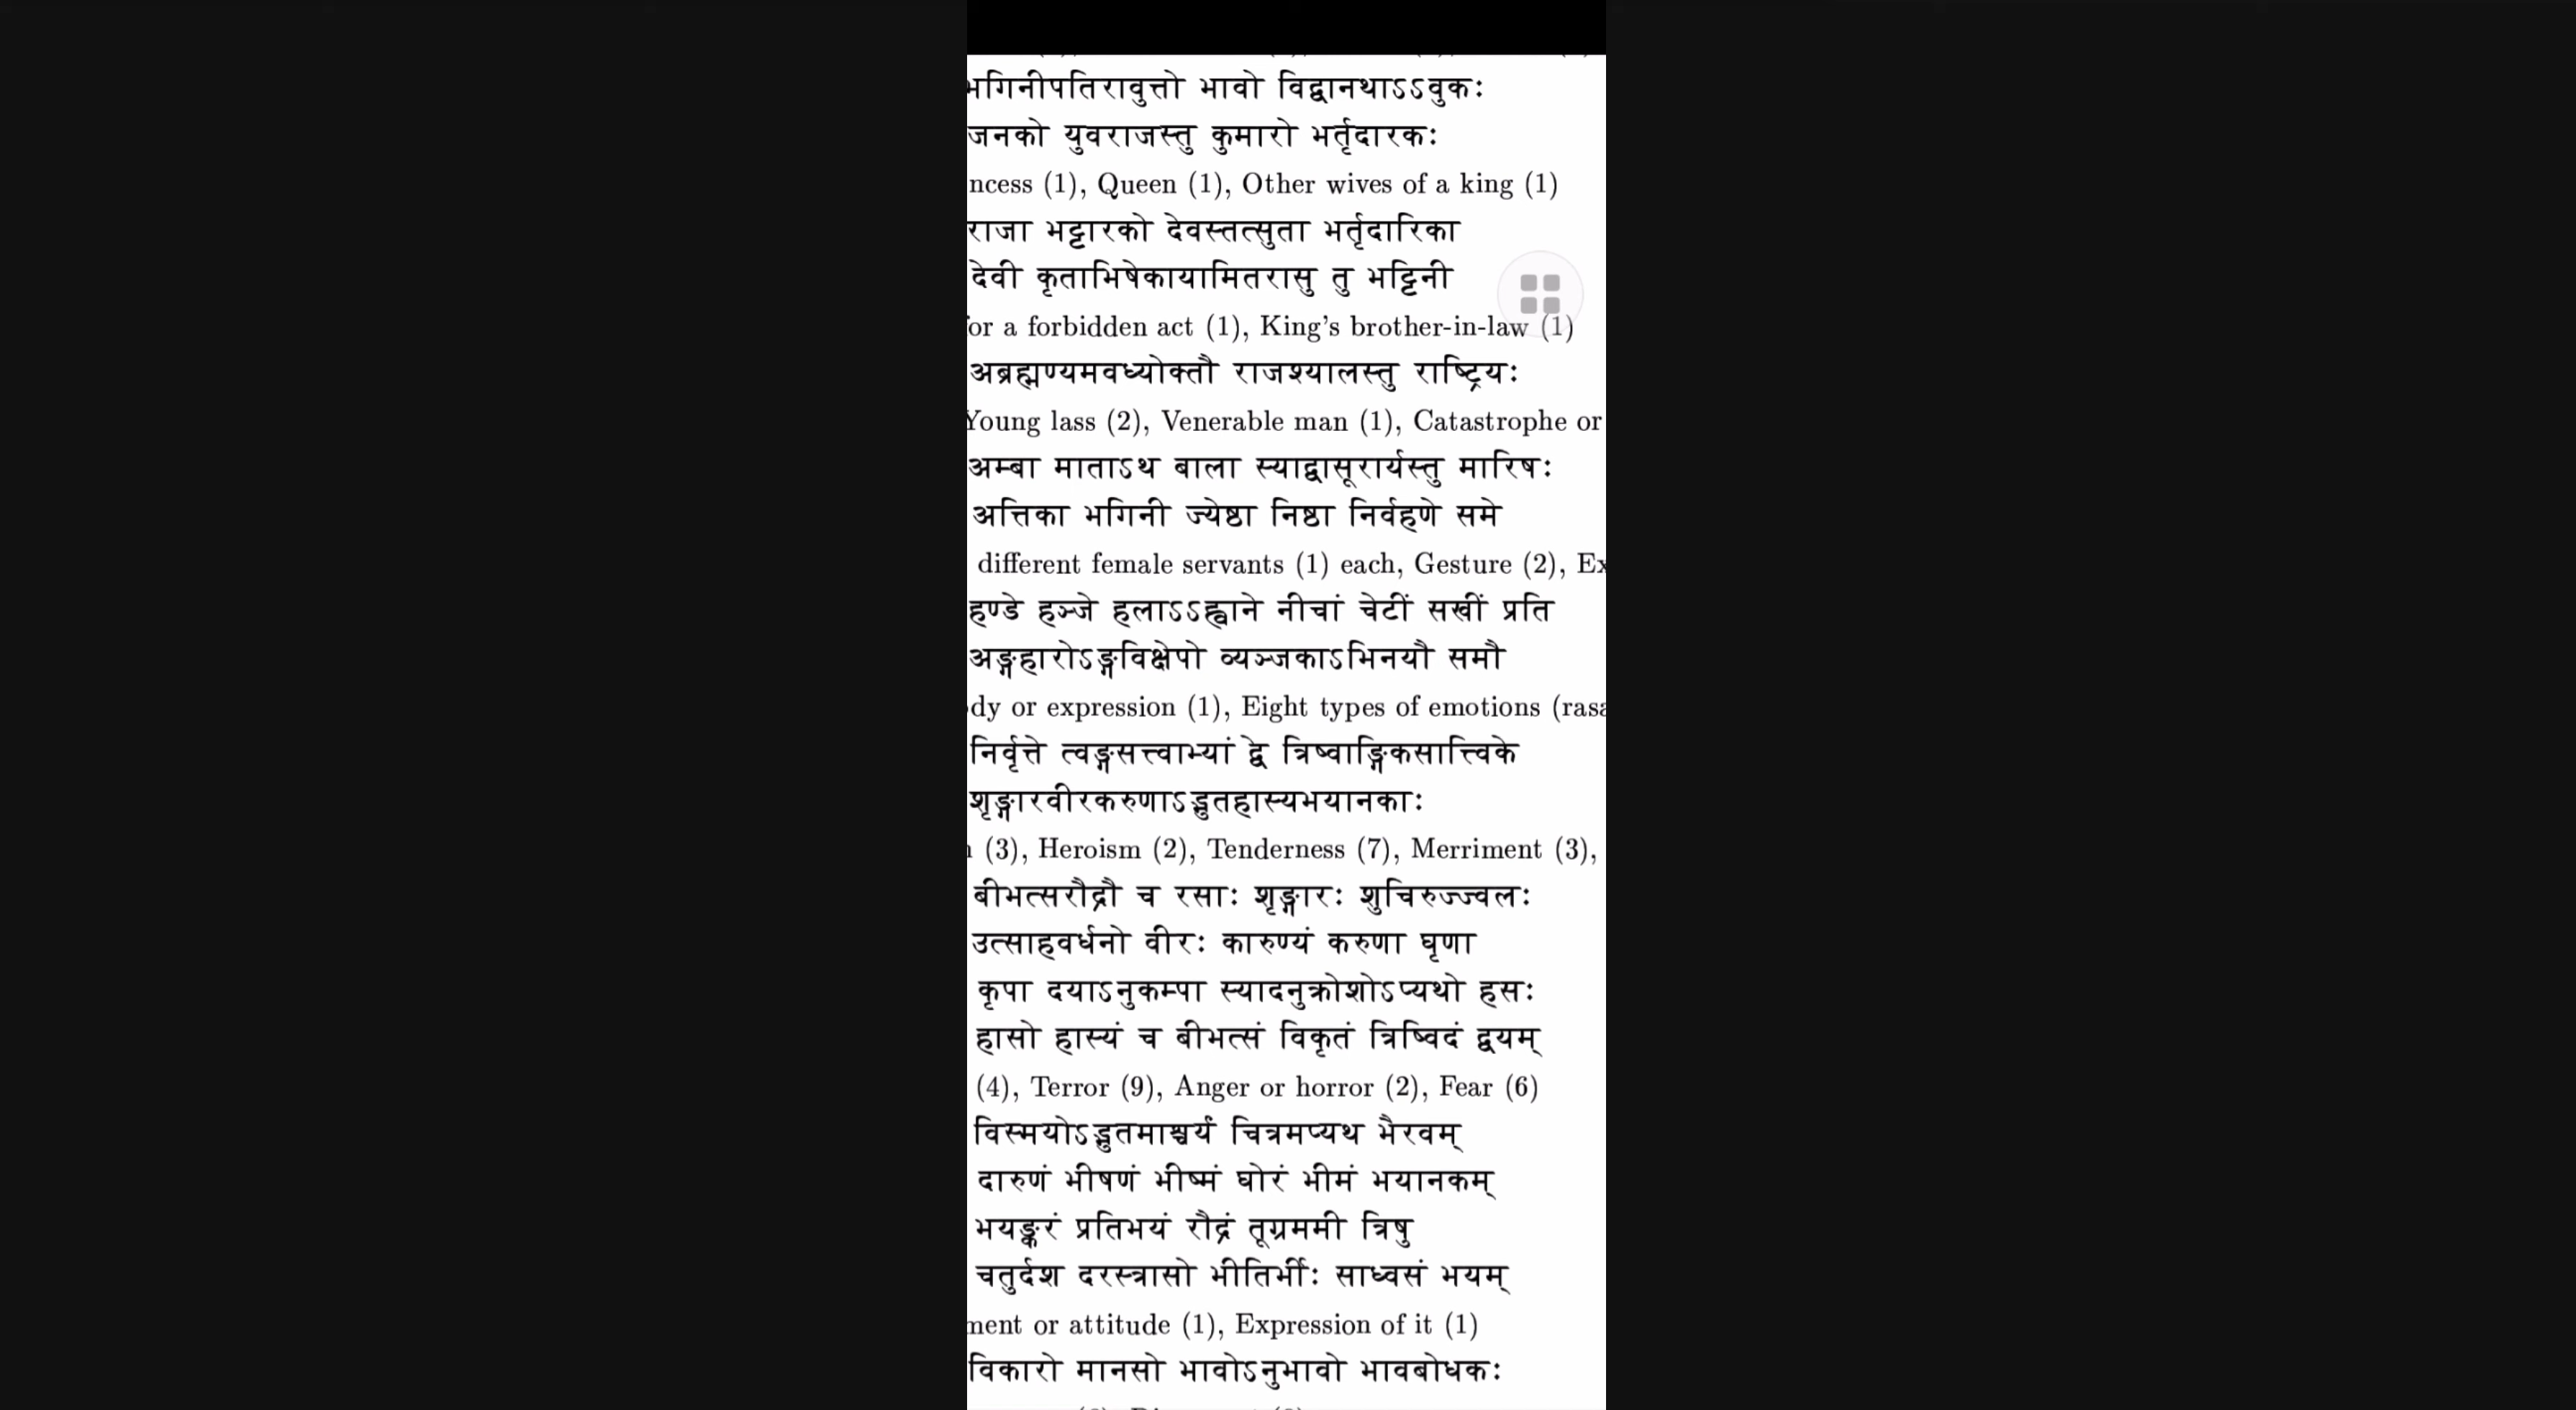 भगिनीपतिरावुत्तो भावो विद्वानथाऽऽवुकः
जनको युवराजस्तु कुमारो भर्तृदारकः
ncess (1), Queen (1), Other wives of a king (1)
राजा भट्टारको देवस्तत्सुता भर्तृदारिका
देवी कृताभिषेकायामितरासु तु भट्टिनी
or a forbidden act (1), King's brother-in-law (1)
अब्रह्मण्यमवध्योक्तौ राजश्यालस्तु राष्ट्रियः
Young lass (2), Venerable man (1), Catastrophe or
अम्बा माताऽथ बाला स्याद्वासूरार्यस्तु मारिषः
अत्तिका भगिनी ज्येष्ठा निष्ठा निर्वहणे समे
different female servants (1) each, Gesture (2), Ex
हण्डे हञ्जे हलाऽऽह्वाने नीचां चेटीं सखीं प्रति
अङ्गहारोऽङ्गविक्षेपो व्यञ्जकाऽभिनयौ समौ
dy or expression (1), Eight types of emotions (rasa
निर्वृत्ते त्वङ्गसत्त्वाभ्यां द्वे त्रिष्वाङ्गिकसात्त्विके
शृङ्गारवीरकरुणाऽद्भुतहास्यभयानकाः
(3), Heroism (2), Tenderness (7), Merriment (3),
बीभत्सरौद्रौ च रसाः शृङ्गारः शुचिरुज्ज्वलः
उत्साहवर्धनो वीरः कारुण्यं करुणा घृणा
कृपा दयाऽनुकम्पा स्यादनुक्रोशोऽप्यथो हसः
हासो हास्यं च बीभत्सं विकृतं त्रिष्विदं द्वयम्
(4), Terror (9), Anger or horror (2), Fear (6)
विस्मयोऽद्भुतमाश्चर्यं चित्रमप्यथ भैरवम्
दारुणं भीषणं भीष्मं घोरं भीमं भयानकम्
भयङ्करं प्रतिभयं रौद्रं तूग्रममी त्रिषु
चतुर्दश दरस्त्रासो भीतिर्भीः साध्वसं भयम्
ment or attitude (1), Expression of it (1)
विकारो मानसो भावोऽनुभावो भावबोधकः